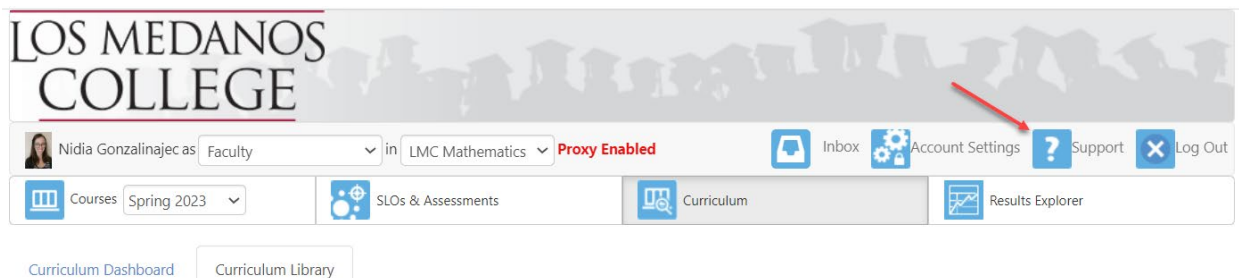 LOS MEDANOS
COLLEGE
Nidia Gonzalinajec as Faculty in LMC Mathematics Proxy Enabled Inbox Account Settings ? Support Log Out
Courses Spring 2023 SLOs & Assessments Curriculum Results Explorer
Curriculum Dashboard Curriculum Library